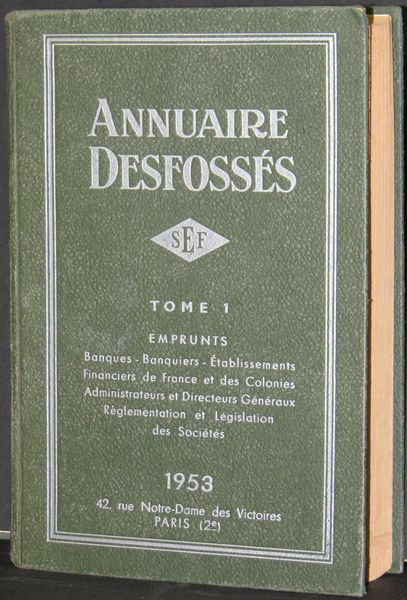 ANNUAIRE
DESFOSSÉS
SEF
TOME 1
EMPRUNTS
Banques - Banquiers - Établissements
Financiers de France et des Colonies
Administrateurs et Directeurs Généraux
Règlementation et Législation
des Sociétés
1953
42, rue Notre-Dame des Victoires
PARIS (2e)